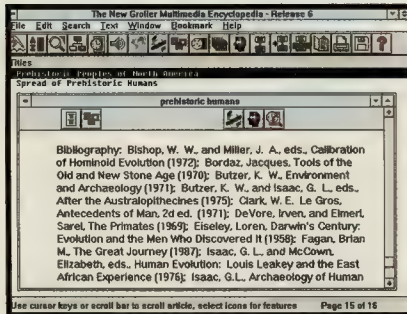 The New Grolier Multimedia Encyclopedia - Release 6
File Edit Search Text Window Bookmark Help
Titles
Prehistoric Peoples of North America
Spread of Prehistoric Humans
prehistoric humans
Bibliography: Bishop, W. W., and Miller, J. A., eds., Calibration
of Hominoid Evolution (1972); Bordaz, Jacques, Tools of the
Old and New Stone Age (1970); Butzer, K. W., Environment
and Archaeology (1971); Butzer, K. W., and Isaac, G. L., eds.,
After the Australopithecines (1975); Clark, W. E. Le Gros,
Antecedents of Man, 2d ed. (1971); DeVore, Irven, and Eimerl,
Sarel, The Primates (1969); Eiseley, Loren, Darwin's Century:
Evolution and the Men Who Discovered It (1958); Fagan, Brian
M., The Great Journey (1987); Isaac, G. L., and McCown,
Elizabeth, eds., Human Evolution: Louis Leakey and the East
African Experience (1976); Isaac, G.L., Archaeology of Human
Use cursor keys or scroll bar to scroll article, select icons for features Page 15 of 16